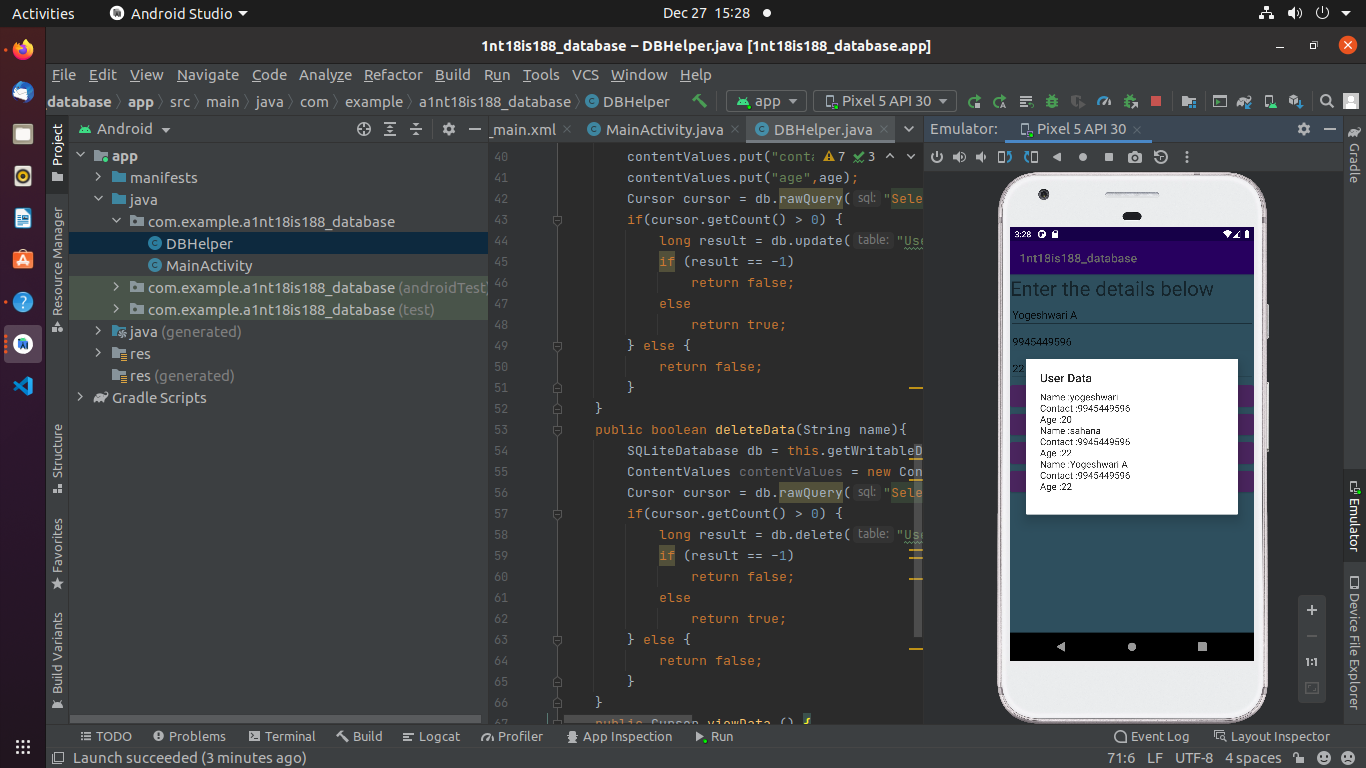 Activities
Android Studio
Dec 27 15:28
1nt18is188_database – DBHelper.java [1nt18is188_database.app]
File Edit View Navigate Code Analyze Refactor Build Run Tools VCS Window Help
_database
app
src
main
java
com
example
a1nt18is188_database
DBHelper
app
Pixel 5 API 30
Project
Resource Manager
Structure
Favorites
Build Variants
Android
app
manifests
java
com.example.a1nt18is188_database
DBHelper
MainActivity
com.example.a1nt18is188_database (androidTest)
com.example.a1nt18is188_database (test)
java (generated)
res
res (generated)
Gradle Scripts
_main.xml
MainActivity.java
DBHelper.java
7
3
40 contentValues.put("conta
41 contentValues.put("age",age);
42 Cursor cursor = db.rawQuery( sql: "Sele
43 if(cursor.getCount() > 0) {
44 long result = db.update( table: "Use
45 if (result == -1)
46 return false;
47 else
48 return true;
49 } else {
50 return false;
51 }
52 }
53 public boolean deleteData(String name){
54 SQLiteDatabase db = this.getWritableD
55 ContentValues contentValues = new Con
56 Cursor cursor = db.rawQuery( sql: "Sele
57 if(cursor.getCount() > 0) {
58 long result = db.delete( table: "Use
59 if (result == -1)
60 return false;
61 else
62 return true;
63 } else {
64 return false;
65 }
66 }
67 public Cursor viewData () {
Emulator:
Pixel 5 API 30
3:28
1nt18is188_database
Enter the details below
Yogeshwari A
9945449596
22
User Data
Name :yogeshwari
Contact :9945449596
Age :20
Name :sahana
Contact :9945449596
Age :22
Name :Yogeshwari A
Contact :9945449596
Age :22
1:1
Gradle
Emulator
Device File Explorer
TODO
Problems
Terminal
Build
Logcat
Profiler
App Inspection
Run
Event Log
Layout Inspector
Launch succeeded (3 minutes ago)
71:6 LF UTF-8 4 spaces